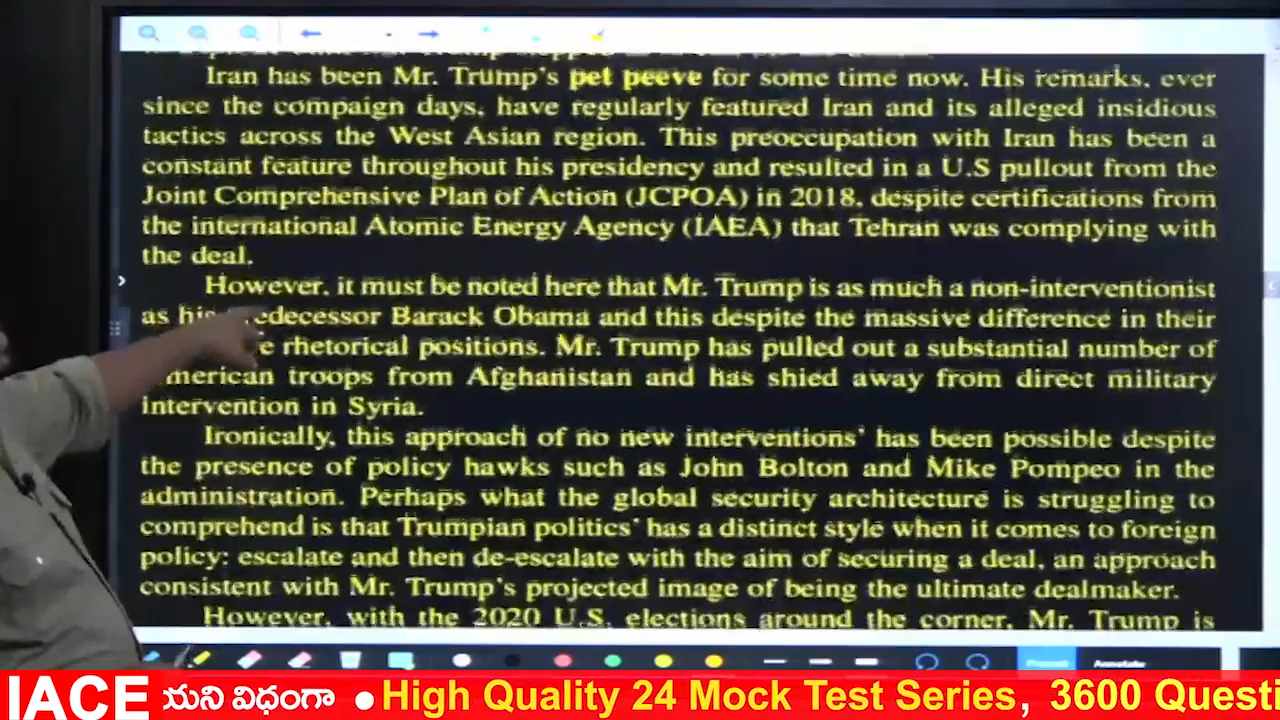 Iran has been Mr. Trump's pet peeve for some time now. His remarks, ever
since the compaign days, have regularly featured Iran and its alleged insidious
tactics across the West Asian region. This preoccupation with Iran has been a
constant feature throughout his presidency and resulted in a U.S pullout from the
Joint Comprehensive Plan of Action (JCPOA) in 2018, despite certifications from
the international Atomic Energy Agency (IAEA) that Tehran was complying with
the deal.
However, it must be noted here that Mr. Trump is as much a non-interventionist
as his edecessor Barack Obama and this despite the massive difference in their
e rhetorical positions. Mr. Trump has pulled out a substantial number of
merican troops from Afghanistan and has shied away from direct military
intervention in Syria.
Ironically, this approach of no new interventions' has been possible despite
the presence of policy hawks such as John Bolton and Mike Pompeo in the
administration. Perhaps what the global security architecture is struggling to
comprehend is that Trumpian politics' has a distinct style when it comes to foreign
policy: escalate and then de-escalate with the aim of securing a deal, an approach
consistent with Mr. Trump's projected image of being the ultimate dealmaker.
However, with the 2020 U.S. elections around the corner, Mr. Trump is
Annotate
IACE యని విధంగా ●High Quality 24 Mock Test Series, 3600 Questi